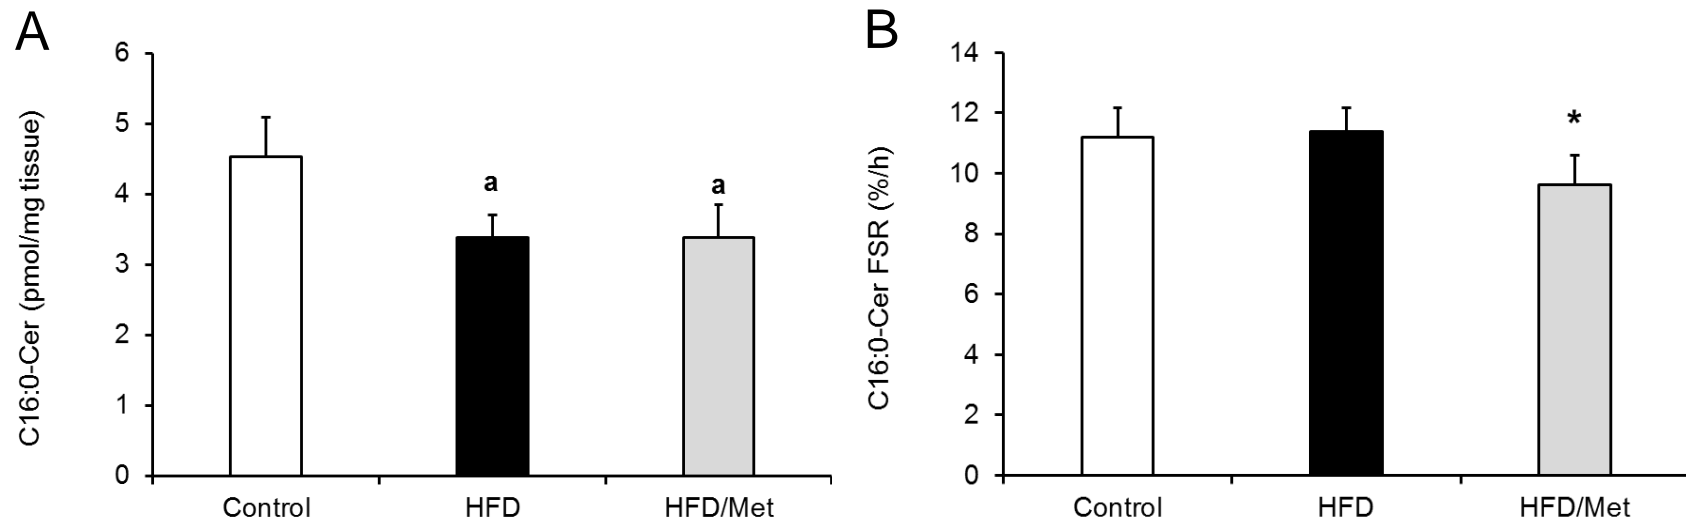 A
C16:0-Cer (pmol/mg tissue)
6
5
4
3
2
1
0
a
a
Control
HFD
HFD/Met
B
C16:0-Cer FSR (%/h)
14
12
10
8
6
4
2
0
*
Control
HFD
HFD/Met